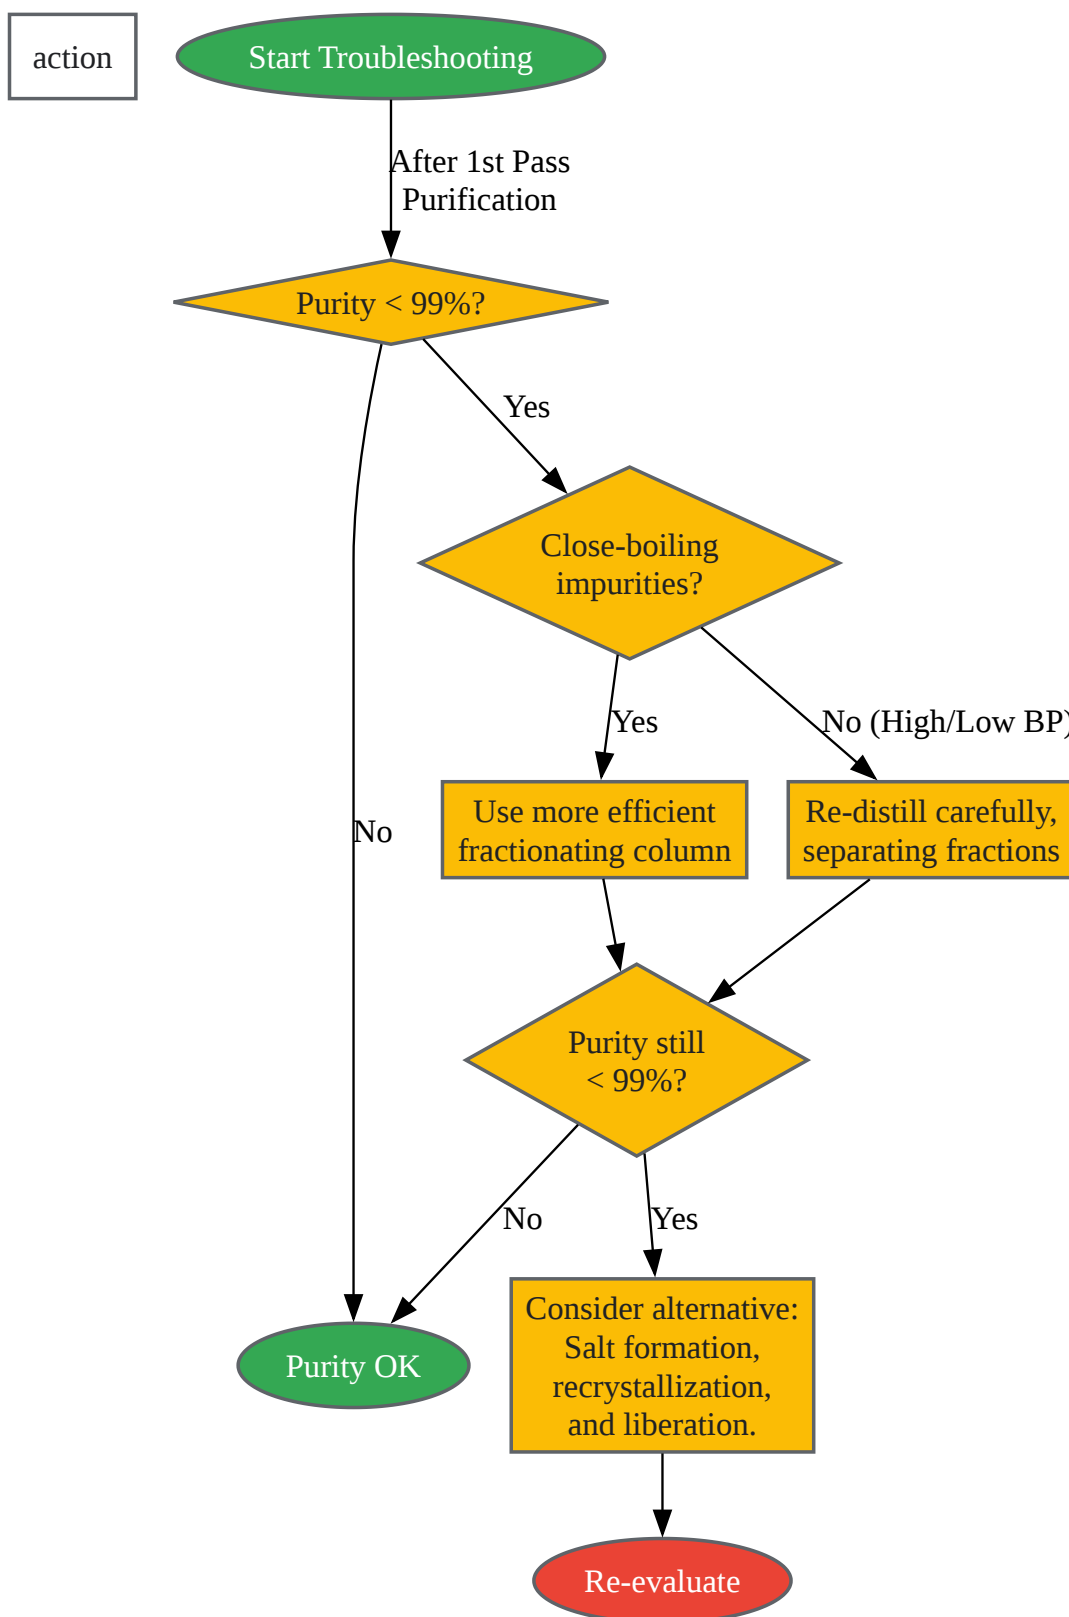 action
Start Troubleshooting
After 1st Pass
Purification
Purity < 99%?
Yes
Close-boiling
impurities?
Yes
No (High/Low BP)
Use more efficient
fractionating column
Re-distill carefully,
separating fractions
No
Purity still
< 99%?
No
Yes
Consider alternative:
Salt formation,
recrystallization,
and liberation.
Purity OK
Re-evaluate